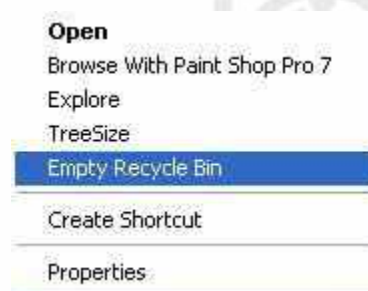 Open
Browse With Paint Shop Pro 7
Explore
TreeSize
Empty Recycle Bin
Create Shortcut
Properties